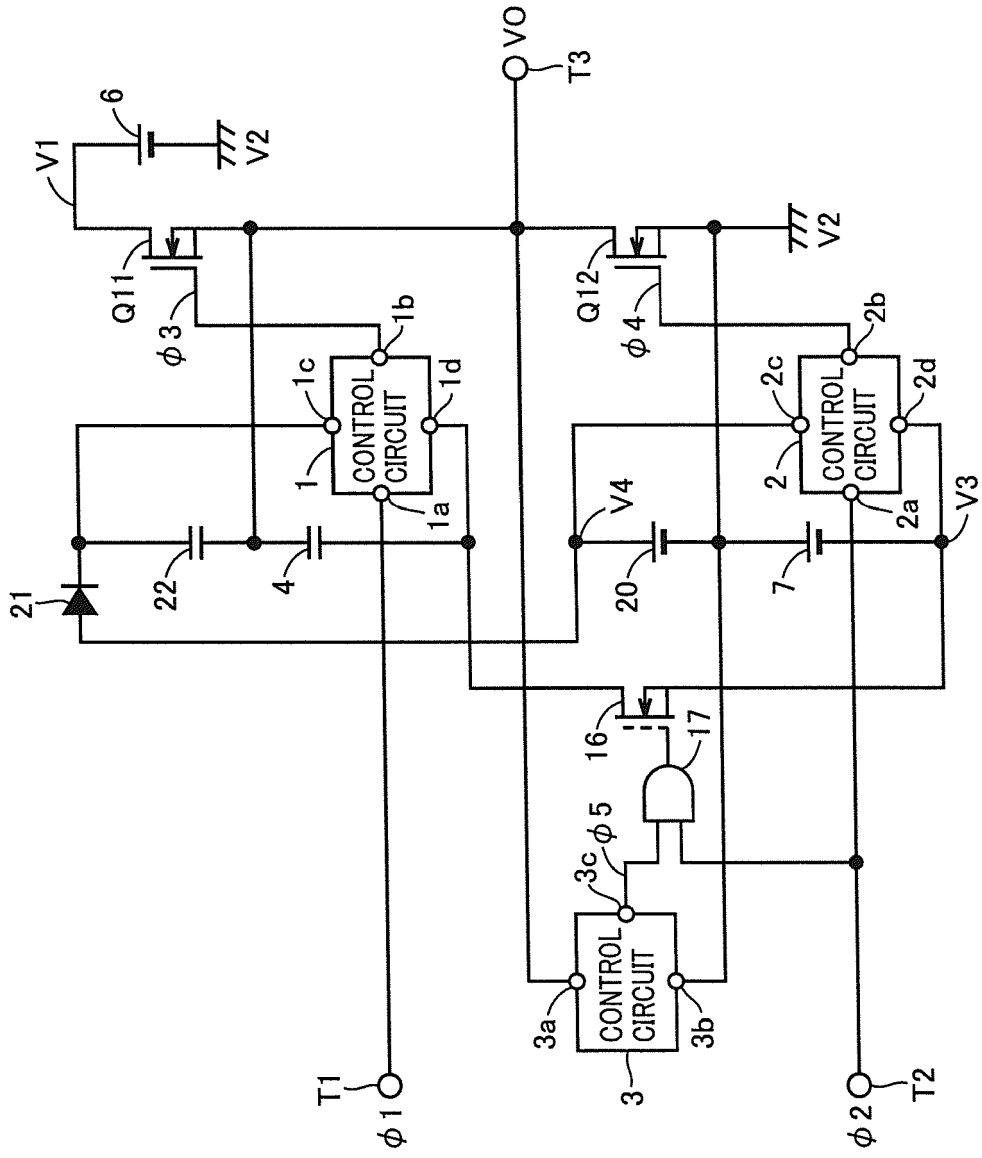 V1
6
V2
Q11
φ3
VO
T3
1c
1b
1
CONTROL
CIRCUIT
1d
1a
21
22
4
Q12
φ4
V2
2c
2b
2
CONTROL
CIRCUIT
2d
2a
V4
20
7
V3
16
17
φ5
3c
3a
CONTROL
CIRCUIT
3b
3
T1
φ1
T2
φ2